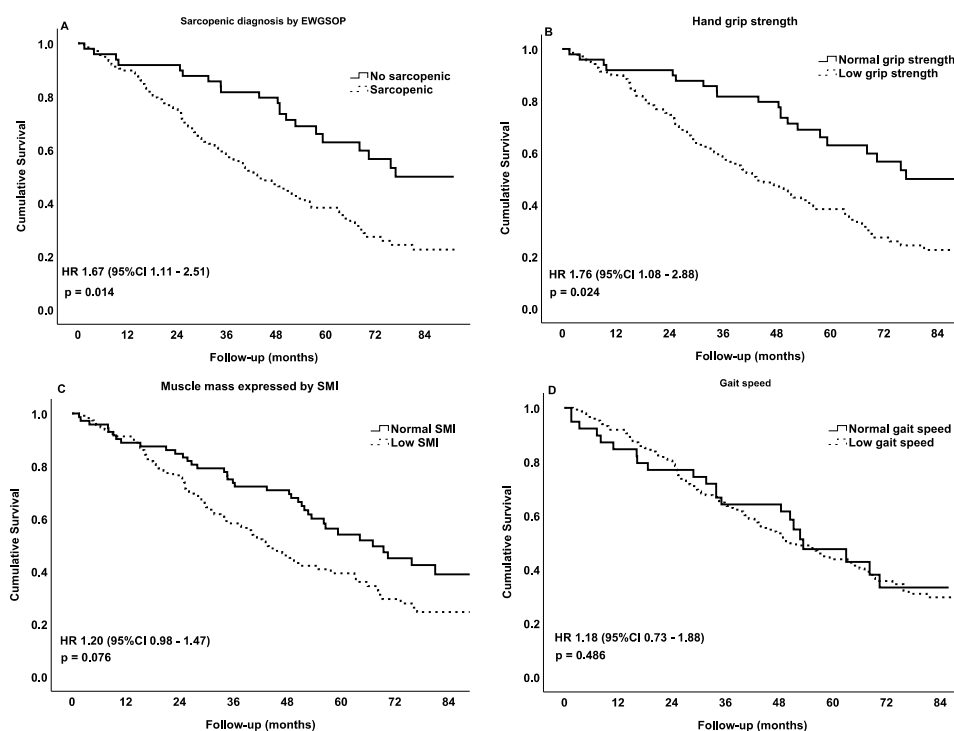 A
Sarcopenic diagnosis by EWGSOP
1.0
0.8
0.6
0.4
0.2
0.0
Cumulative Survival
No sarcopenic
Sarcopenic
HR 1.67 (95%CI 1.11 - 2.51)
p = 0.014
0 12 24 36 48 60 72 84
Follow-up (months)
B
Hand grip strength
1.0
0.8
0.6
0.4
0.2
0.0
Cumulative Survival
Normal grip strength
Low grip strength
HR 1.76 (95%CI 1.08 - 2.88)
p = 0.024
0 12 24 36 48 60 72 84
Follow-up (months)
C
Muscle mass expressed by SMI
1.0
0.8
0.6
0.4
0.2
0.0
Cumulative Survival
Normal SMI
Low SMI
HR 1.20 (95%CI 0.98 - 1.47)
p = 0.076
0 12 24 36 48 60 72 84
Follow-up (months)
D
Gait speed
1.0
0.8
0.6
0.4
0.2
0.0
Cumulative Survival
Normal gait speed
Low gait speed
HR 1.18 (95%CI 0.73 - 1.88)
p = 0.486
0 12 24 36 48 60 72 84
Follow-up (months)